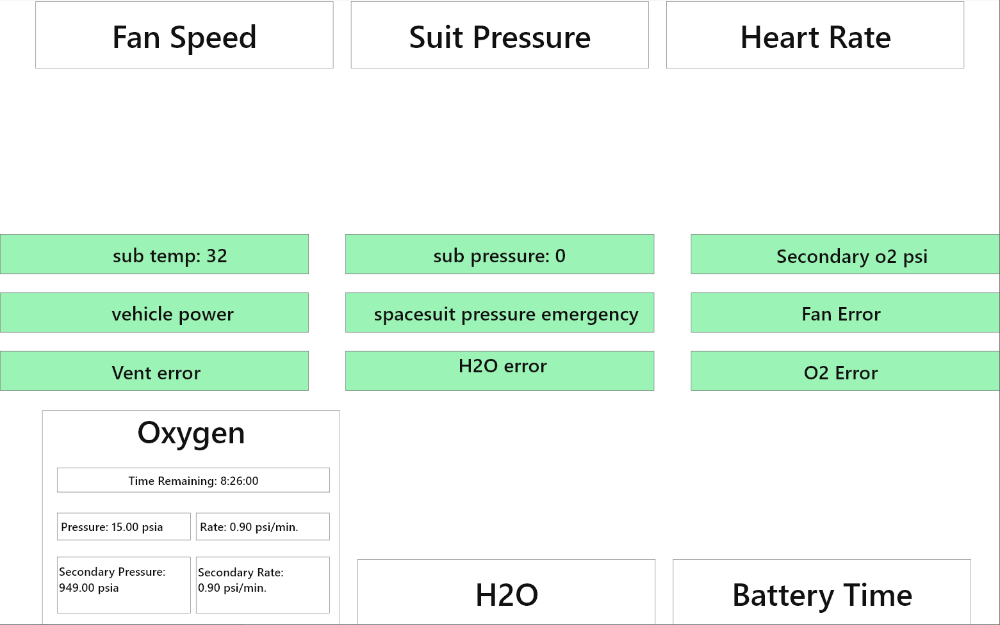 Fan Speed
Suit Pressure
Heart Rate
sub temp: 32
sub pressure: 0
Secondary o2 psi
vehicle power
spacesuit pressure emergency
Fan Error
Vent error
H2O error
O2 Error
Oxygen
Time Remaining: 8:26:00
Pressure: 15.00 psia
Rate: 0.90 psi/min.
Secondary Pressure:
949.00 psia
Secondary Rate:
0.90 psi/min.
H2O
Battery Time